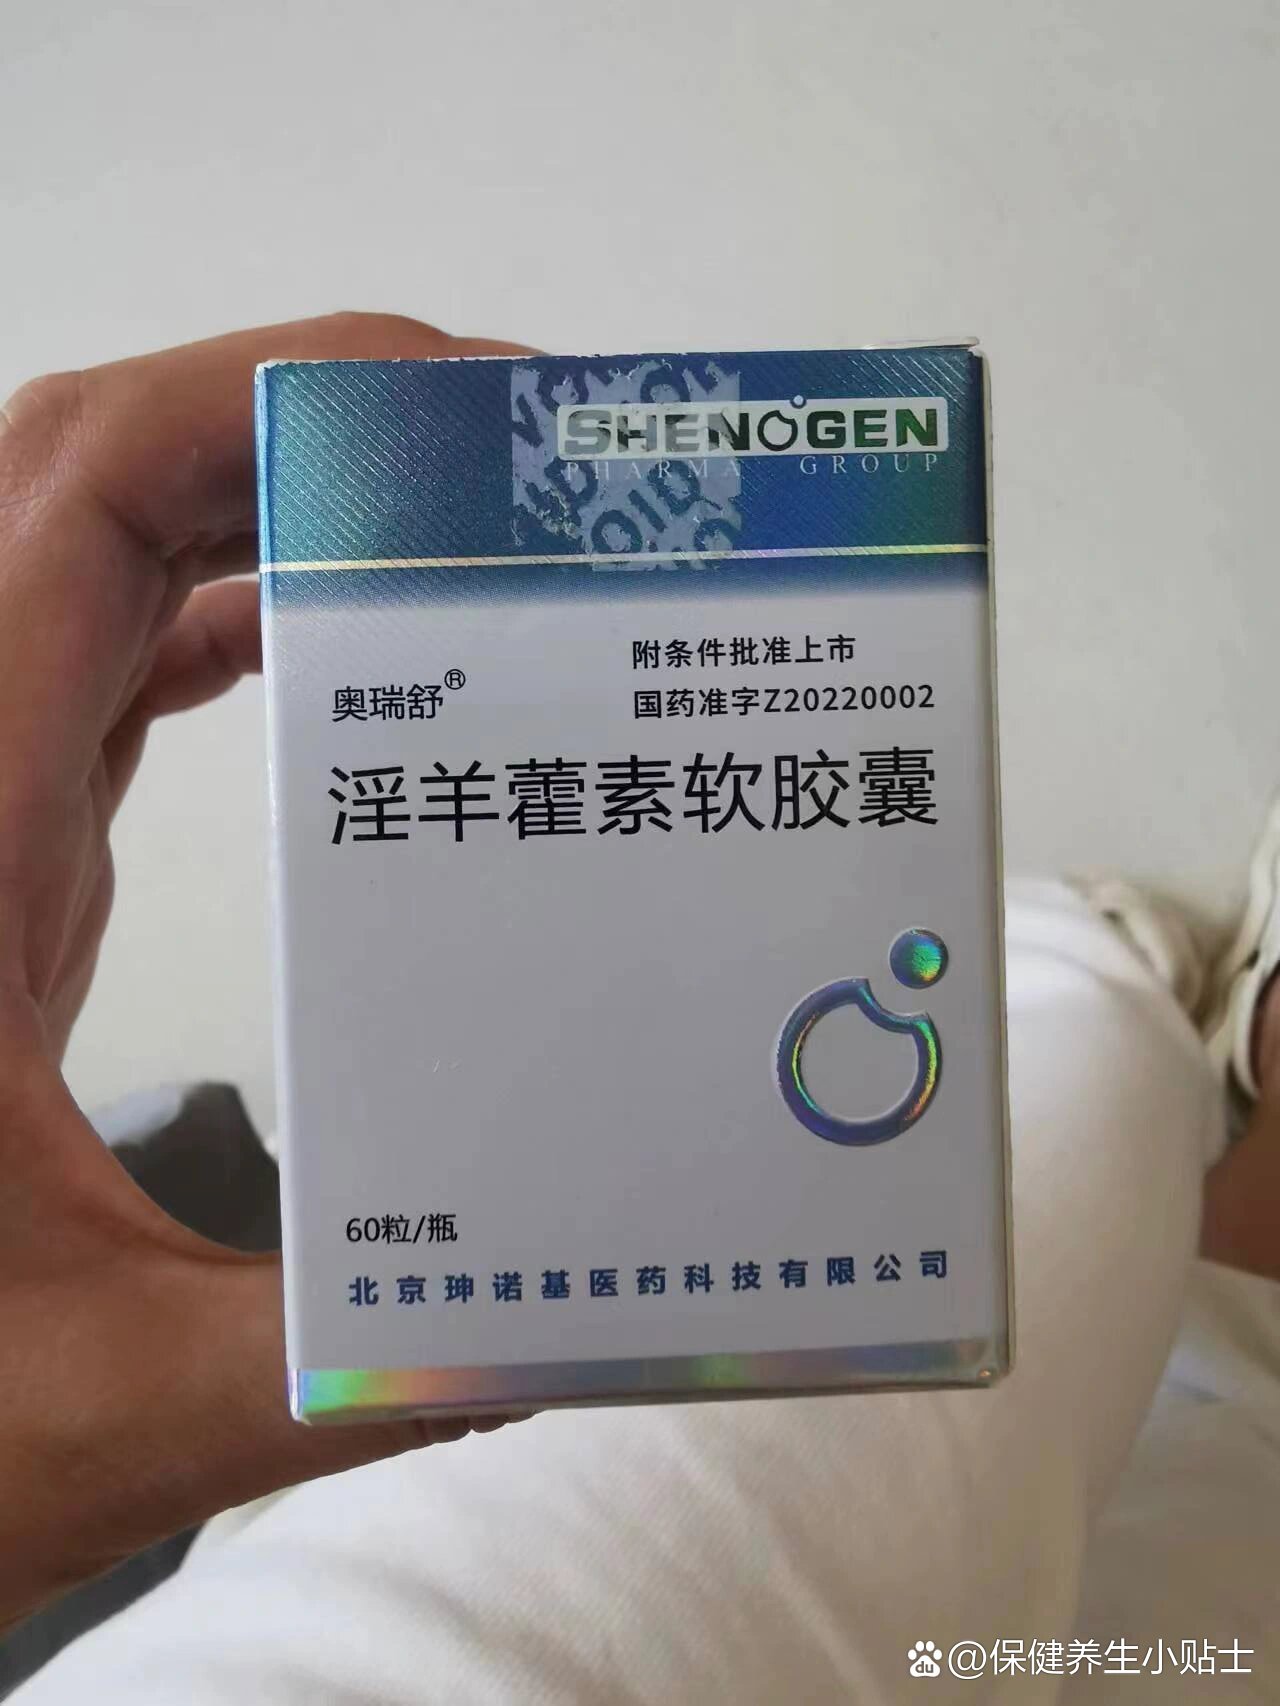 SHENOGEN
PHARMA GROUP
附条件批准上市
奥瑞舒®
国药准字Z20220002
淫羊藿素软胶囊
60粒/瓶
北京珅诺基医药科技有限公司
du @保健养生小贴士